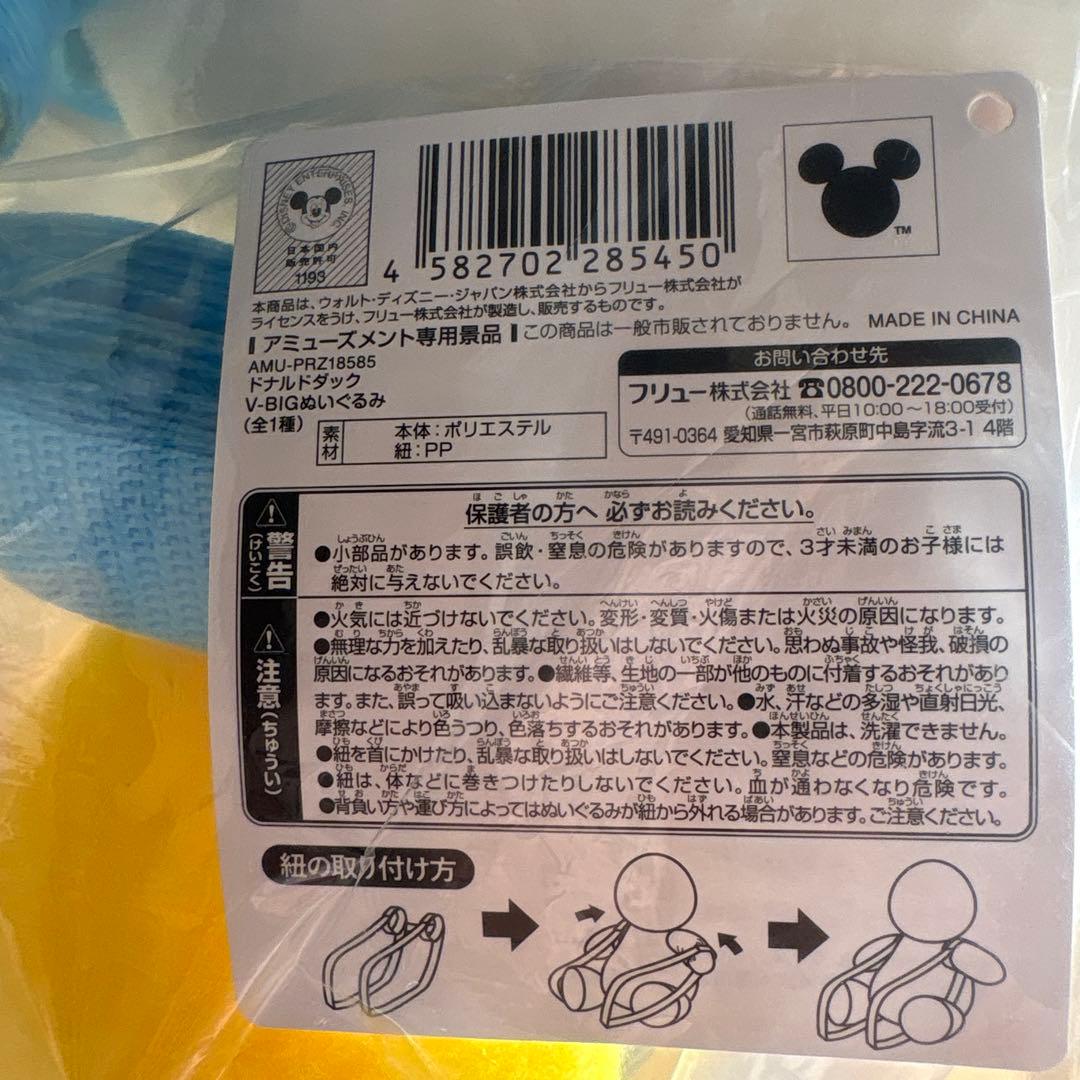 ©DISNEY ENTERPRISES INC.
日本国内
販売許可
1193
4 582702 285450
TM
本商品は、ウォルト・ディズニー・ジャパン株式会社からフリュー株式会社が
ライセンスをうけ、フリュー株式会社が製造し、販売するものです。
アミューズメント専用景品 この商品は一般市販されておりません。 MADE IN CHINA
AMU-PRZ18585
ドナルドダック
V-BIGぬいぐるみ
(全1種)
素材
本体:ポリエステル
紐:PP
お問い合わせ先
フリュー株式会社 ☎0800-222-0678
(通話無料、平日10:00~18:00受付)
〒491-0364 愛知県一宮市萩原町中島字流3-1 4階
警告(けいこく)
保護者の方へ 必ずお読みください。
●小部品があります。誤飲・窒息の危険がありますので、3才未満のお子様には
絶対に与えないでください。
注意(ちゅうい)
●火気には近づけないでください。変形・変質・火傷または火災の原因になります。
●無理な力を加えたり、乱暴な取り扱いはしないでください。思わぬ事故や怪我、破損の
原因になるおそれがあります。●繊維等、生地の一部が他のものに付着するおそれがあり
ます。また、誤って吸い込まないようにご注意ください。●水、汗などの多湿や直射日光、
摩擦などにより色うつり、色落ちするおそれがあります。●本製品は、洗濯できません。
●紐を首にかけたり、乱暴な取り扱いはしないでください。窒息などの危険があります。
●紐は、体などに巻きつけたりしないでください。血が通わなくなり危険です。
●背負い方や運び方によってはぬいぐるみが紐から外れる場合があります。ご注意ください。
紐の取り付け方